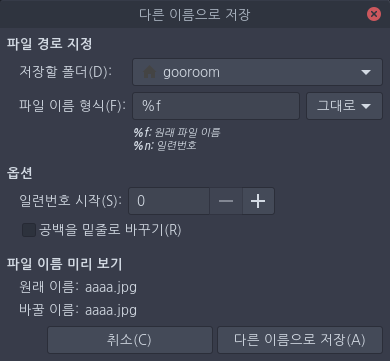 다른 이름으로 저장
파일 경로 지정
저장할 폴더(D): gooroom
파일 이름 형식(F): %f 그대로
%f: 원래 파일 이름
%n: 일련번호
옵션
일련번호 시작(S): 0 － +
공백을 밑줄로 바꾸기(R)
파일 이름 미리 보기
원래 이름: aaaa.jpg
바꿀 이름: aaaa.jpg
취소(C) 다른 이름으로 저장(A)